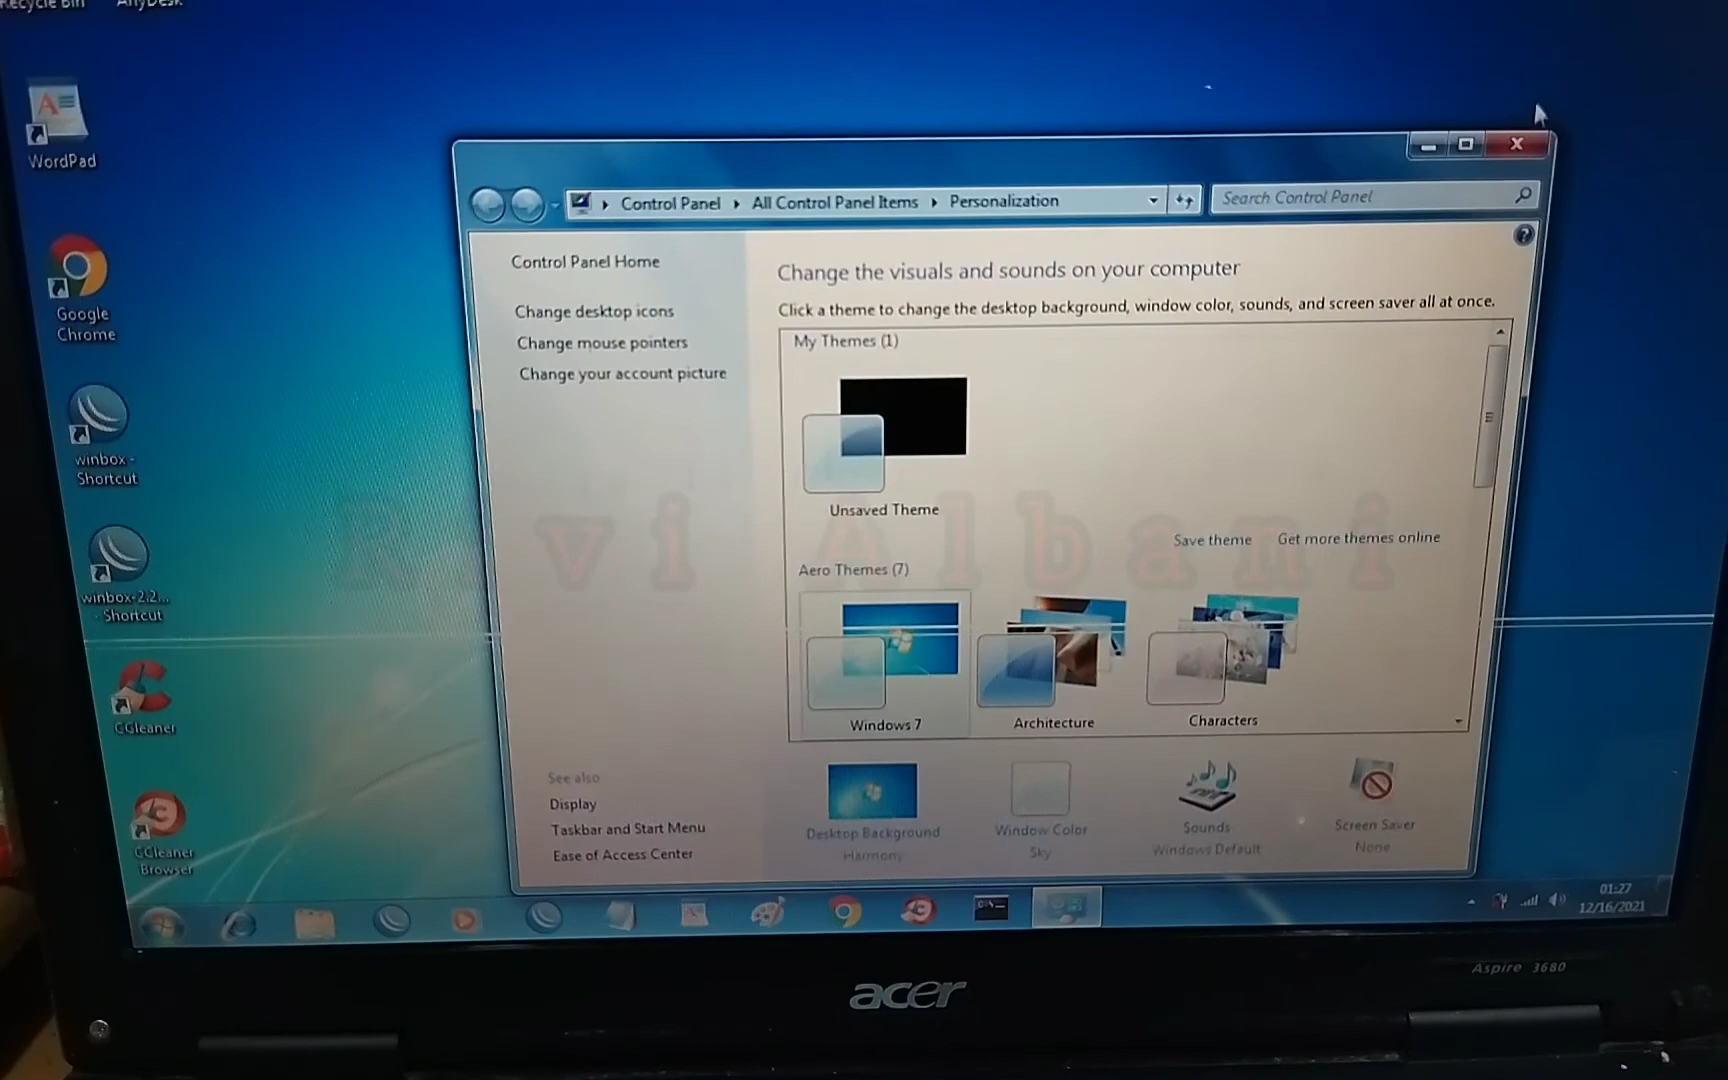 Recycle Bin
AnyDesk
WordPad
Google
Chrome
winbox -
Shortcut
winbox-2.2...
Shortcut
CCleaner
CCleaner
Browser
Control Panel
All Control Panel Items
Personalization
Search Control Panel
Control Panel Home
Change desktop icons
Change mouse pointers
Change your account picture
See also
Display
Taskbar and Start Menu
Ease of Access Center
Change the visuals and sounds on your computer
Click a theme to change the desktop background, window color, sounds, and screen saver all at once.
My Themes (1)
Unsaved Theme
Save theme
Get more themes online
Aero Themes (7)
Windows 7
Architecture
Characters
Desktop Background
Harmony
Window Color
Sky
Sounds
Windows Default
Screen Saver
None
Albani
01:27
12/16/2021
Aspire 3680
acer